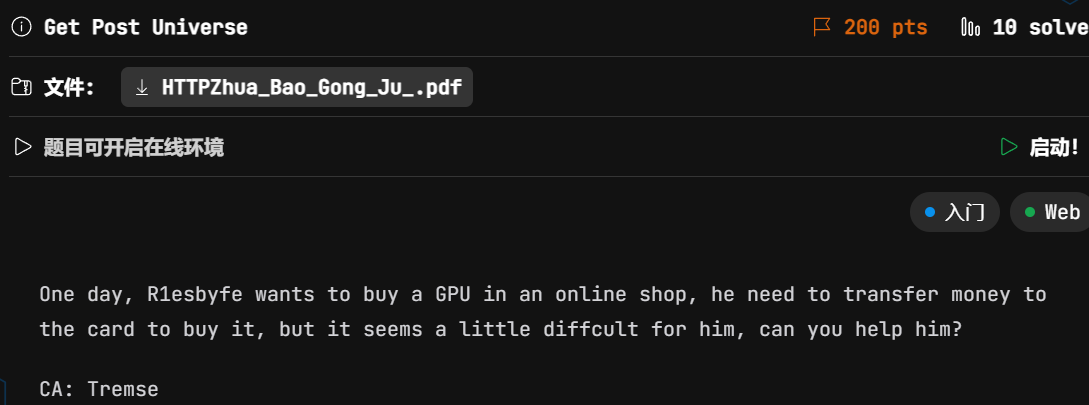 Get Post Universe 200 pts 10 solve
文件： HTTPZhua_Bao_Gong_Ju_.pdf
题目可开启在线环境 启动！
入门 Web
One day, R1esbyfe wants to buy a GPU in an online shop, he need to transfer money to
the card to buy it, but it seems a little diffcult for him, can you help him?
CA: Tremse